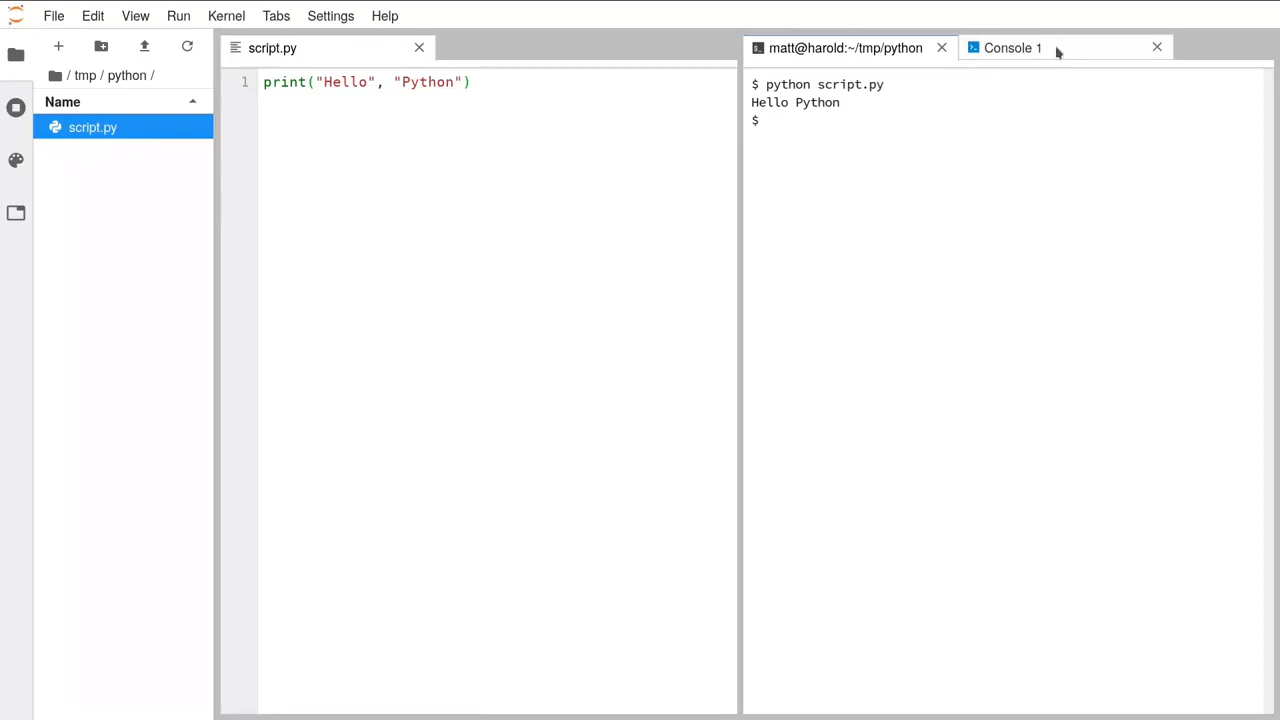 File Edit View Run Kernel Tabs Settings Help
/ tmp / python /
Name
script.py
script.py
1 print("Hello", "Python")
matt@harold:~/tmp/python
Console 1
$ python script.py
Hello Python
$